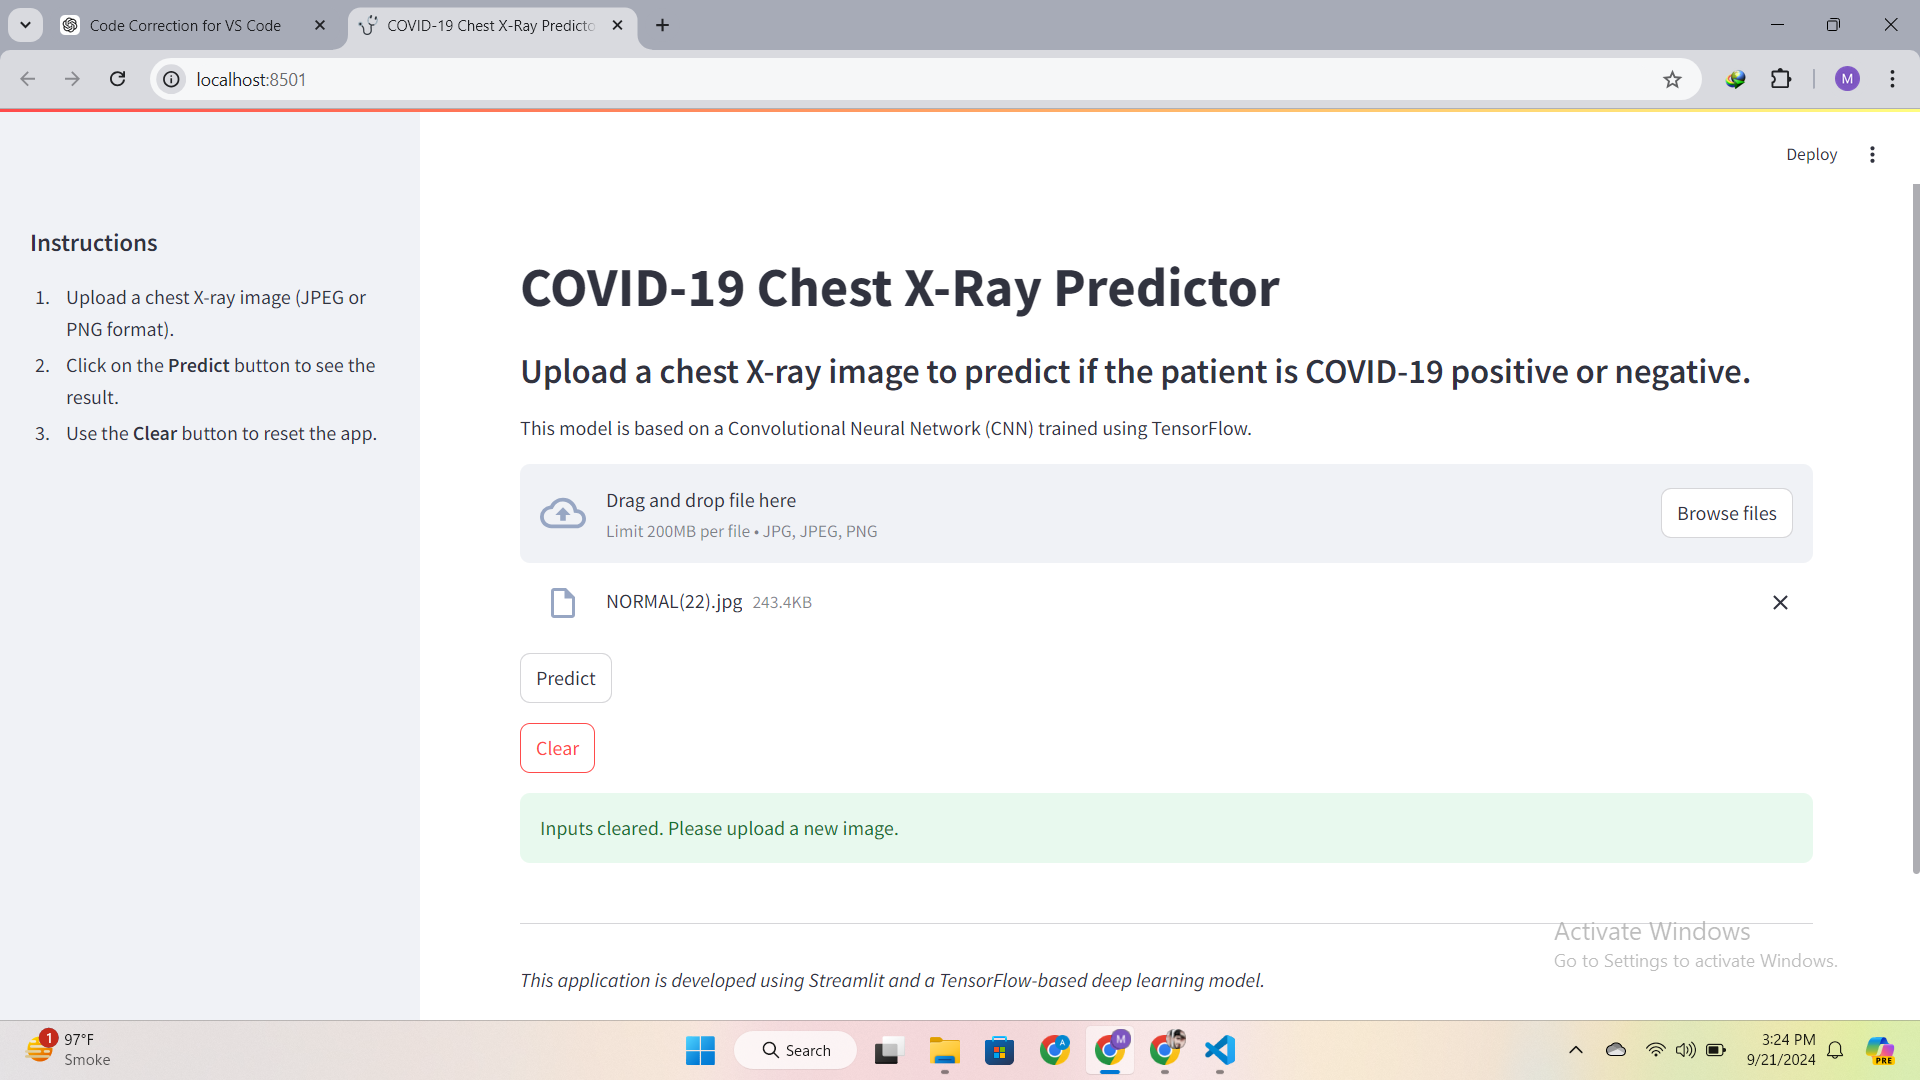 Code Correction for VS Code
COVID-19 Chest X-Ray Predicto
localhost:8501
M
Deploy
Instructions
1. Upload a chest X-ray image (JPEG or
PNG format).
2. Click on the Predict button to see the
result.
3. Use the Clear button to reset the app.
COVID-19 Chest X-Ray Predictor
Upload a chest X-ray image to predict if the patient is COVID-19 positive or negative.
This model is based on a Convolutional Neural Network (CNN) trained using TensorFlow.
Drag and drop file here
Limit 200MB per file • JPG, JPEG, PNG
Browse files
NORMAL(22).jpg 243.4KB
Predict
Clear
Inputs cleared. Please upload a new image.
Activate Windows
Go to Settings to activate Windows.
This application is developed using Streamlit and a TensorFlow-based deep learning model.
1
97°F
Smoke
Search
A
M
3:24 PM
9/21/2024
PRE